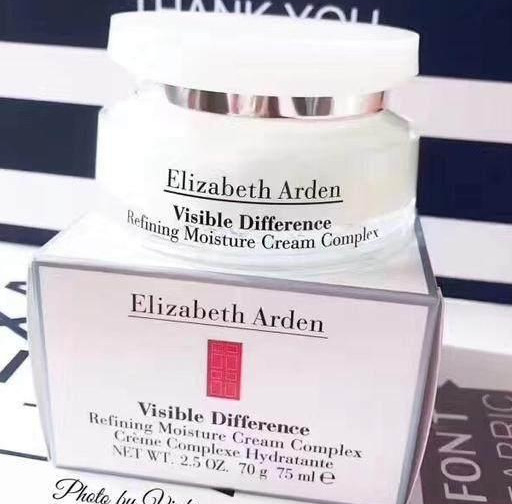 THANK YOU
Elizabeth Arden
Visible Difference
Refining Moisture Cream Complex
Elizabeth Arden
Visible Difference
Refining Moisture Cream Complex
Crème Complexe Hydratante
NET WT. 2.5 OZ. 70 g 75 ml ℮
FONT
FABRIC
Photo by